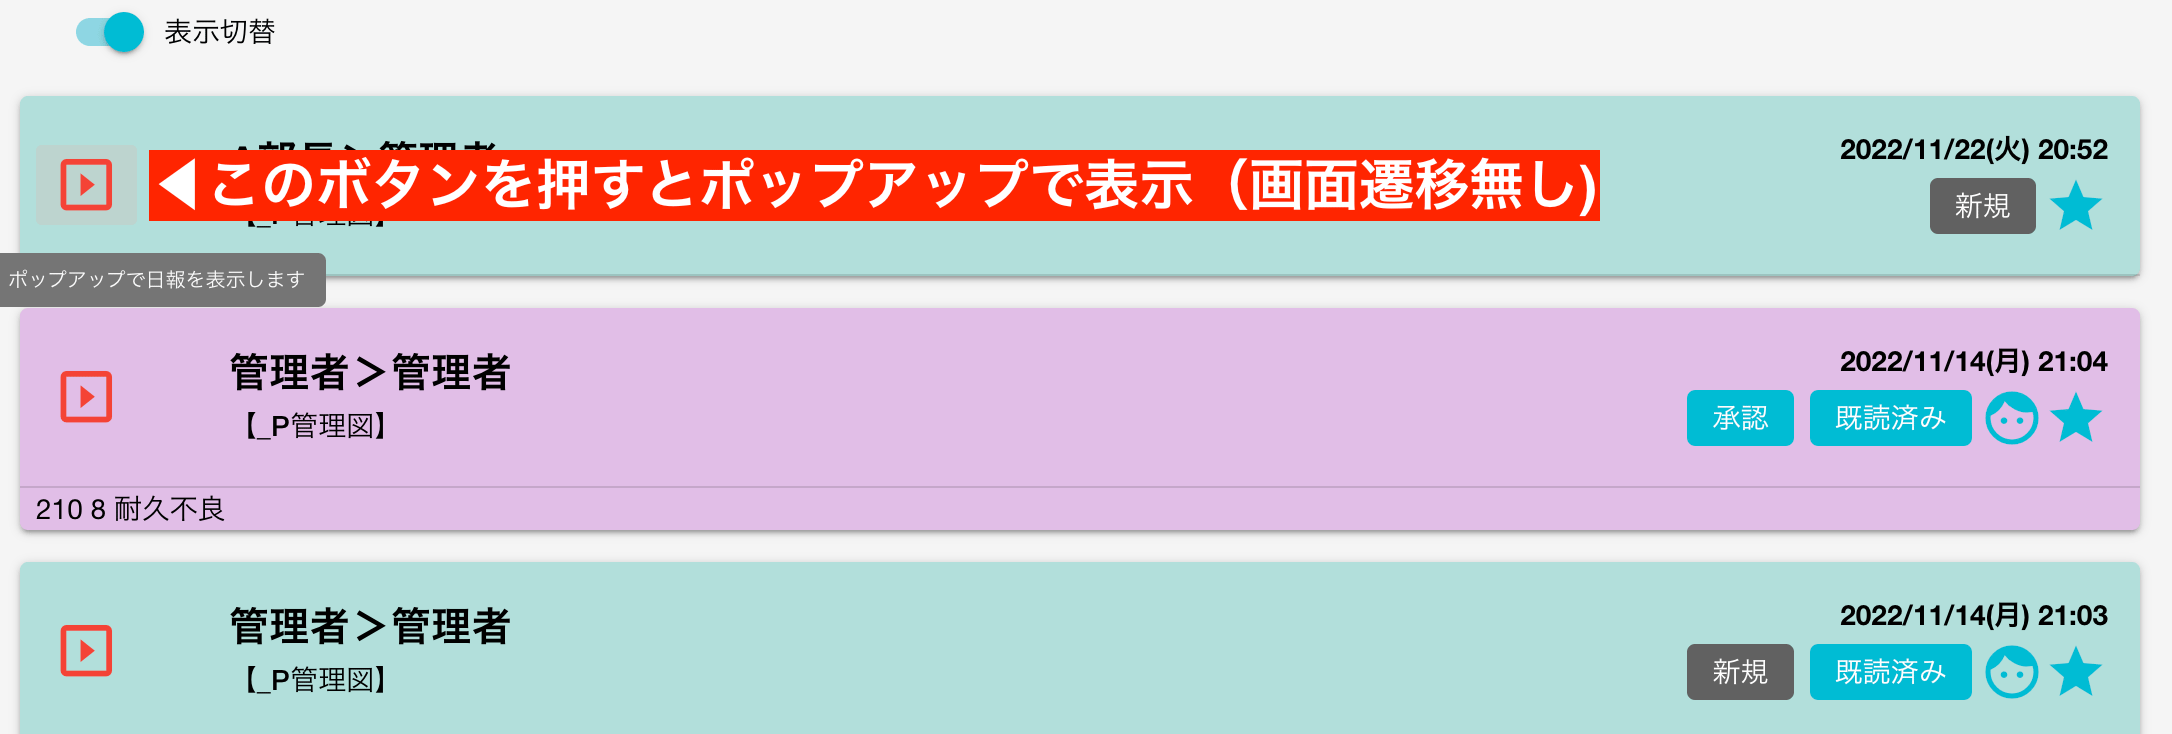 表示切替
2022/11/22(火) 20:52
◀このボタンを押すとポップアップで表示（画面遷移無し)
新規
ポップアップで日報を表示します
管理者＞管理者
2022/11/14(月) 21:04
【_P管理図】
承認 既読済み
210 8 耐久不良
管理者＞管理者
2022/11/14(月) 21:03
【_P管理図】
新規 既読済み